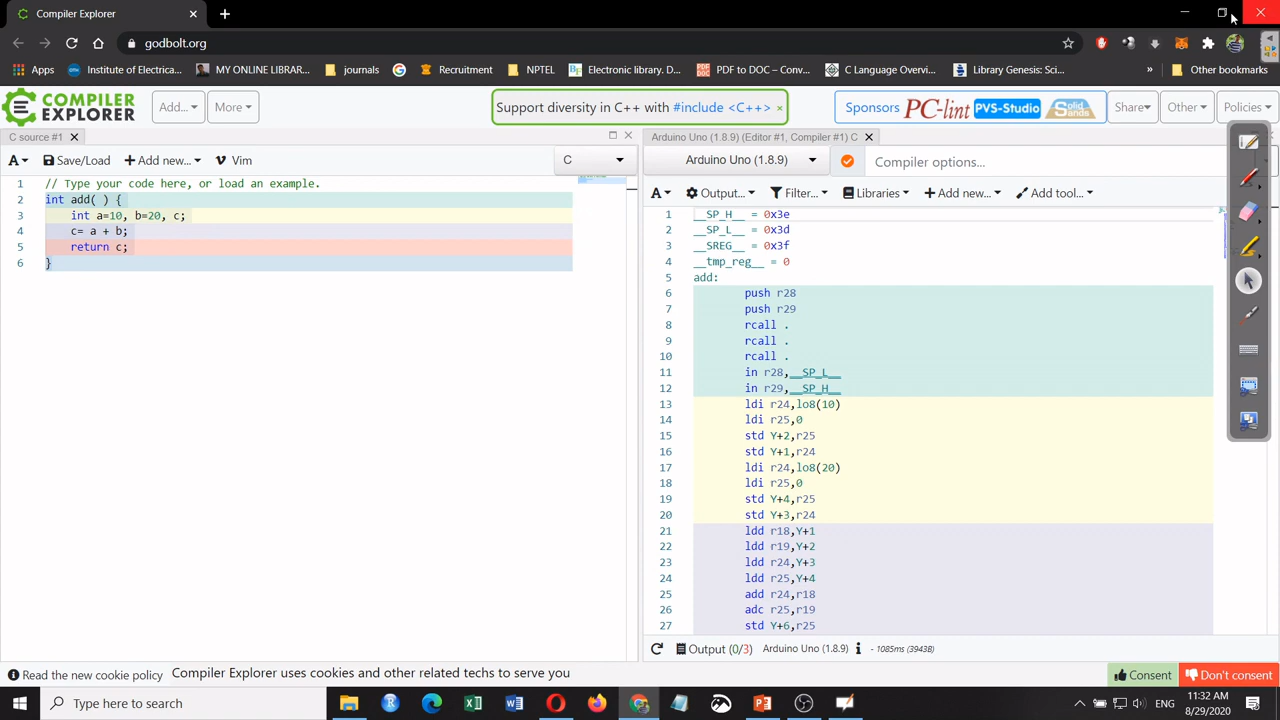 Compiler Explorer
godbolt.org
Apps Institute of Electrica... MY ONLINE LIBRAR... journals Recruitment NPTEL Electronic library. D... PDF to DOC – Conv... C Language Overvi... Library Genesis: Sci... » Other bookmarks
COMPILER
EXPLORER
Add... More Support diversity in C++ with #include <C++> × Sponsors PC-lint PVS-Studio Solid Sands Share Other Policies
C source #1 Arduino Uno (1.8.9) (Editor #1, Compiler #1) C
A Save/Load + Add new... Vim C Arduino Uno (1.8.9) Compiler options...
A Output... Filter... Libraries + Add new... Add tool...
1 // Type your code here, or load an example.
2 int add( ) {
3 int a=10, b=20, c;
4 c= a + b;
5 return c;
6 }
1 __SP_H__ = 0x3e
2 __SP_L__ = 0x3d
3 __SREG__ = 0x3f
4 __tmp_reg__ = 0
5 add:
6 push r28
7 push r29
8 rcall .
9 rcall .
10 rcall .
11 in r28,__SP_L__
12 in r29,__SP_H__
13 ldi r24,lo8(10)
14 ldi r25,0
15 std Y+2,r25
16 std Y+1,r24
17 ldi r24,lo8(20)
18 ldi r25,0
19 std Y+4,r25
20 std Y+3,r24
21 ldd r18,Y+1
22 ldd r19,Y+2
23 ldd r24,Y+3
24 ldd r25,Y+4
25 add r24,r18
26 adc r25,r19
27 std Y+6,r25
Output (0/3) Arduino Uno (1.8.9) i - 1085ms (3943B)
Read the new cookie policy Compiler Explorer uses cookies and other related techs to serve you Consent Don't consent
Type here to search
ENG
11:32 AM
8/29/2020